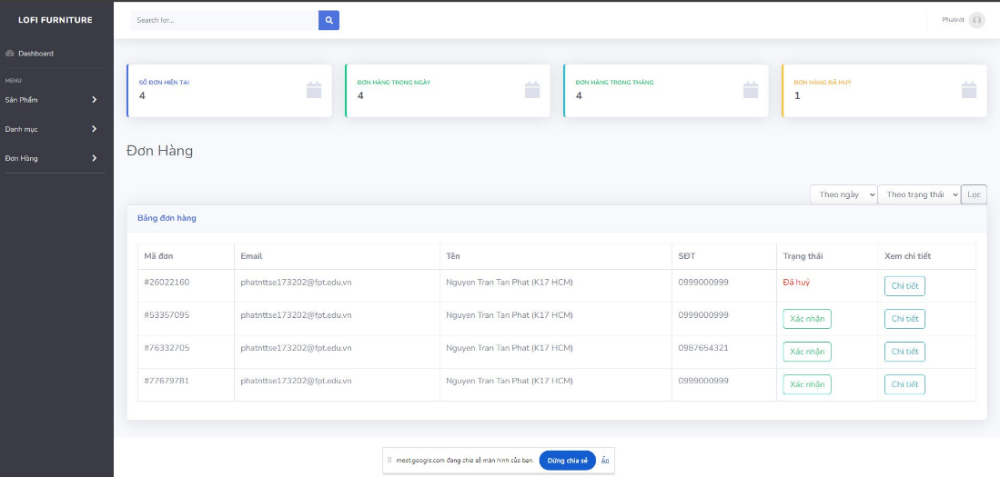 LOFI FURNITURE
Search for...
Phatntt
Dashboard
MENU
Sản Phẩm
Danh mục
Đơn Hàng
SỐ ĐƠN HIỆN TẠI
4
ĐƠN HÀNG TRONG NGÀY
4
ĐƠN HÀNG TRONG THÁNG
4
ĐƠN HÀNG ĐÃ HUỶ
1
Đơn Hàng
Theo ngày Theo trạng thái Lọc
Bảng đơn hàng
Mã đơn Email Tên SĐT Trạng thái Xem chi tiết
#26022160 phatnttse173202@fpt.edu.vn Nguyen Tran Tan Phat (K17 HCM) 0999000999 Đã huỷ Chi tiết
#53357095 phatnttse173202@fpt.edu.vn Nguyen Tran Tan Phat (K17 HCM) 0999000999 Xác nhận Chi tiết
#76332705 phatnttse173202@fpt.edu.vn Nguyen Tran Tan Phat (K17 HCM) 0987654321 Xác nhận Chi tiết
#77679781 phatnttse173202@fpt.edu.vn Nguyen Tran Tan Phat (K17 HCM) 0999000999 Xác nhận Chi tiết
meet.google.com đang chia sẻ màn hình của bạn. Dừng chia sẻ Ẩn